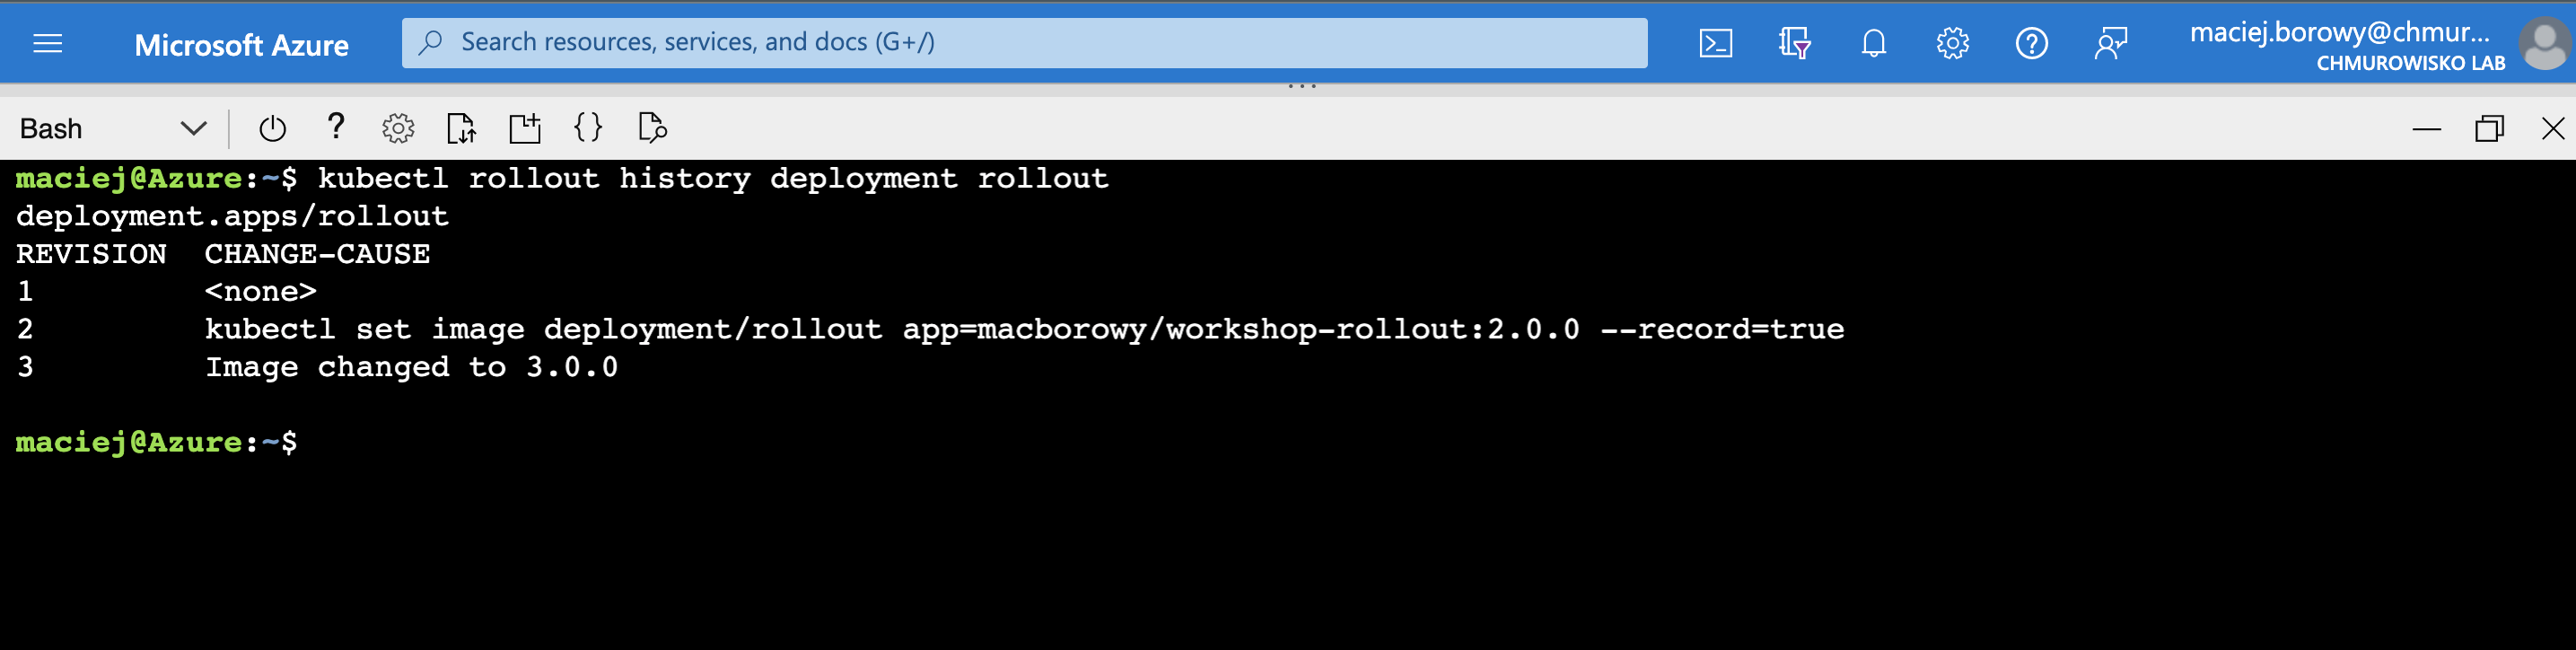 Microsoft Azure
Search resources, services, and docs (G+/)
maciej.borowy@chmur...
CHMUROWISKO LAB
Bash
maciej@Azure:~$ kubectl rollout history deployment rollout
deployment.apps/rollout
REVISION  CHANGE-CAUSE
1         <none>
2         kubectl set image deployment/rollout app=macborowy/workshop-rollout:2.0.0 --record=true
3         Image changed to 3.0.0
maciej@Azure:~$